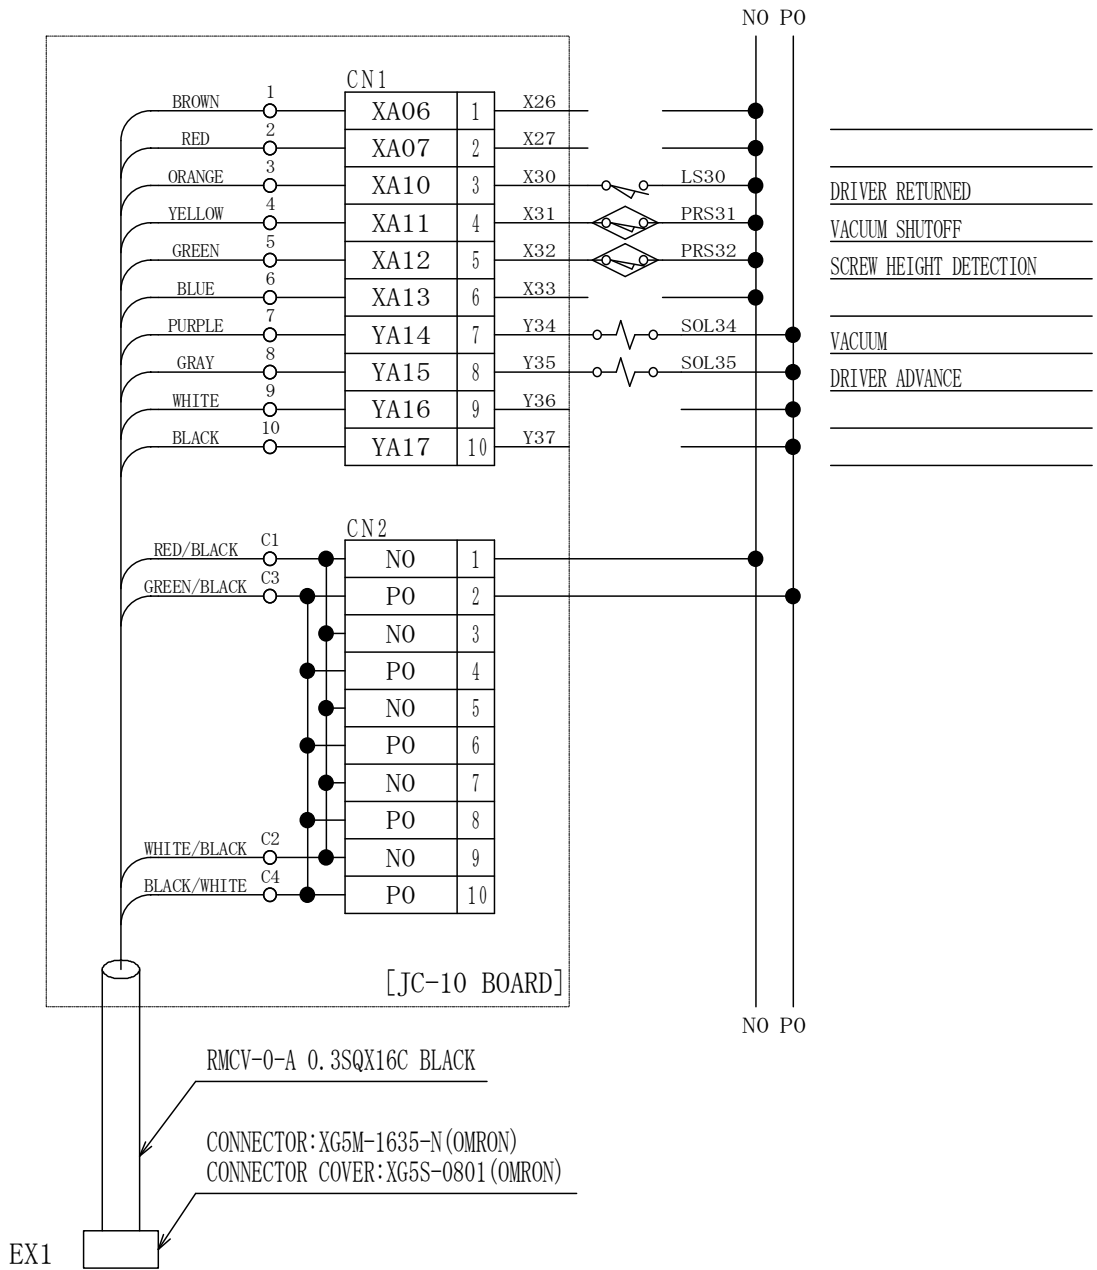 N0 P0
CN1
BROWN 1 XA06 1 X26
RED 2 XA07 2 X27
ORANGE 3 XA10 3 X30 LS30 DRIVER RETURNED
YELLOW 4 XA11 4 X31 PRS31 VACUUM SHUTOFF
GREEN 5 XA12 5 X32 PRS32 SCREW HEIGHT DETECTION
BLUE 6 XA13 6 X33
PURPLE 7 YA14 7 Y34 SOL34 VACUUM
GRAY 8 YA15 8 Y35 SOL35 DRIVER ADVANCE
WHITE 9 YA16 9 Y36
BLACK 10 YA17 10 Y37
CN2
RED/BLACK C1 N0 1
GREEN/BLACK C3 P0 2
N0 3
P0 4
N0 5
P0 6
N0 7
P0 8
WHITE/BLACK C2 N0 9
BLACK/WHITE C4 P0 10
[JC-10 BOARD]
N0 P0
RMCV-0-A 0.3SQX16C BLACK
CONNECTOR:XG5M-1635-N(OMRON)
CONNECTOR COVER:XG5S-0801(OMRON)
EX1